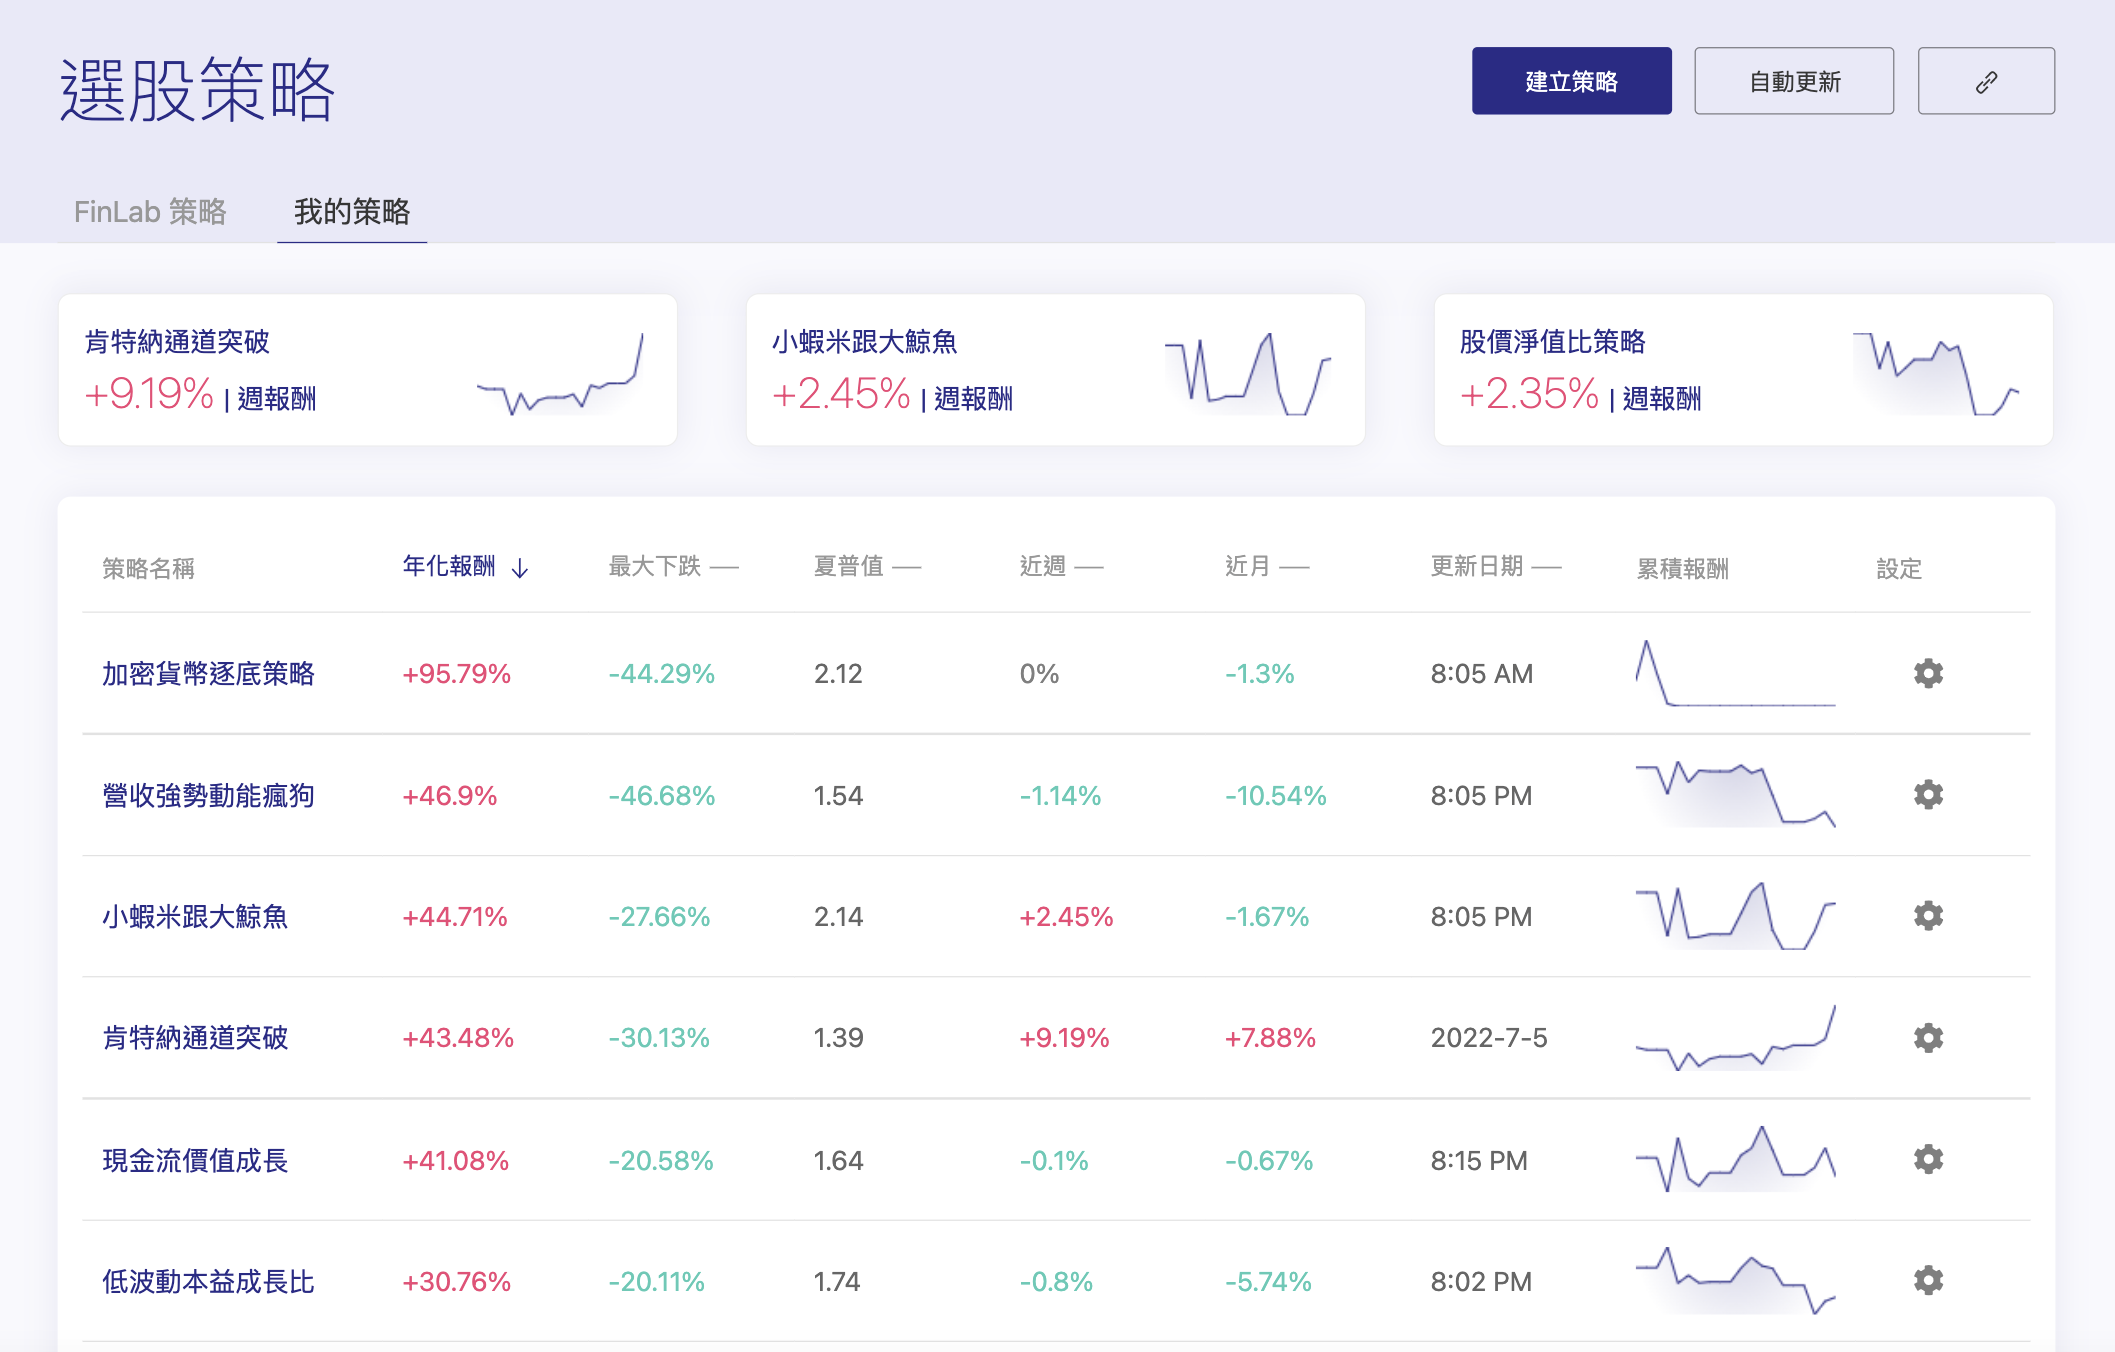 選股策略
建立策略
自動更新
FinLab 策略
我的策略
肯特納通道突破
+9.19% | 週報酬
小蝦米跟大鯨魚
+2.45% | 週報酬
股價淨值比策略
+2.35% | 週報酬
策略名稱 年化報酬 ↓ 最大下跌 — 夏普值 — 近週 — 近月 — 更新日期 — 累積報酬 設定
加密貨幣逐底策略 +95.79% -44.29% 2.12 0% -1.3% 8:05 AM
營收強勢動能瘋狗 +46.9% -46.68% 1.54 -1.14% -10.54% 8:05 PM
小蝦米跟大鯨魚 +44.71% -27.66% 2.14 +2.45% -1.67% 8:05 PM
肯特納通道突破 +43.48% -30.13% 1.39 +9.19% +7.88% 2022-7-5
現金流價值成長 +41.08% -20.58% 1.64 -0.1% -0.67% 8:15 PM
低波動本益成長比 +30.76% -20.11% 1.74 -0.8% -5.74% 8:02 PM